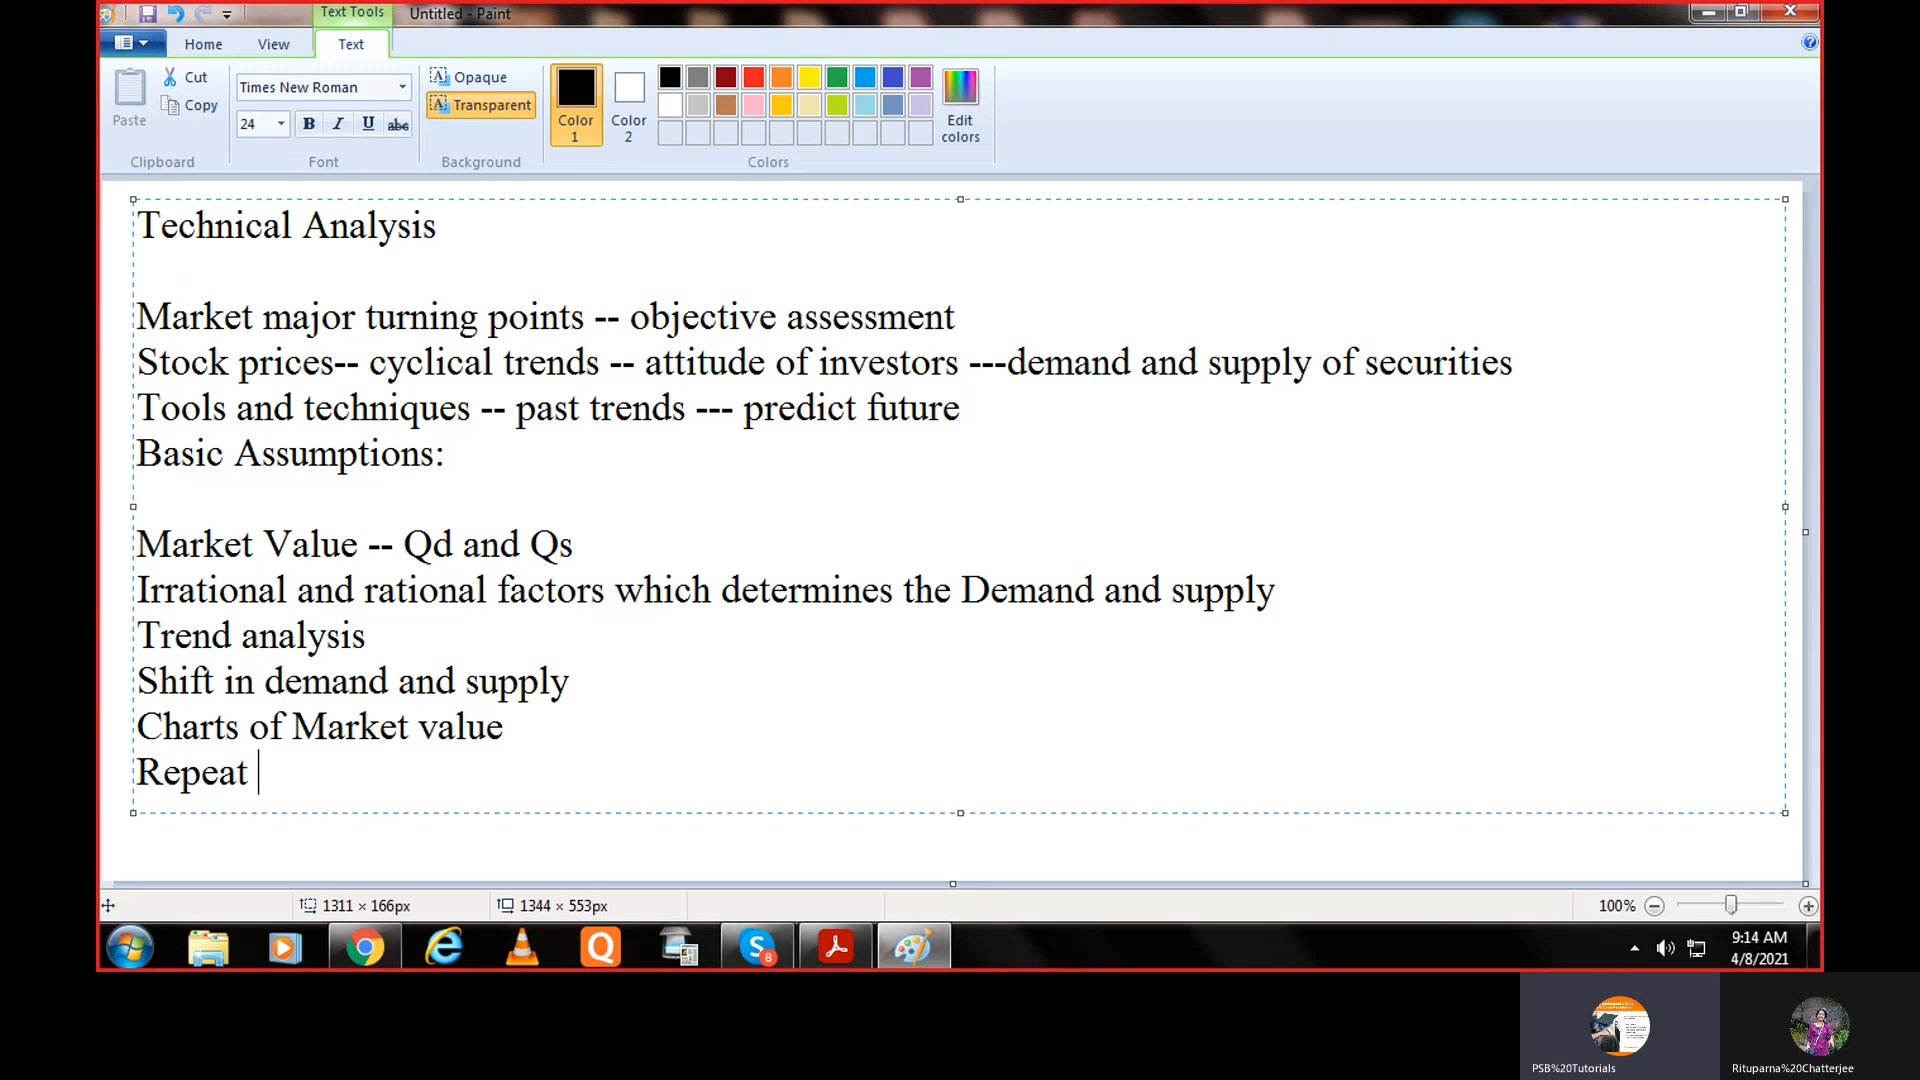 Text Tools
Untitled - Paint
Home
View
Text
Paste
Cut
Copy
Clipboard
Times New Roman
24
B I U abc
Font
Opaque
Transparent
Background
Color 1
Color 2
Edit colors
Colors
Technical Analysis
Market major turning points -- objective assessment
Stock prices-- cyclical trends -- attitude of investors ---demand and supply of securities
Tools and techniques -- past trends --- predict future
Basic Assumptions:
Market Value -- Qd and Qs
Irrational and rational factors which determines the Demand and supply
Trend analysis
Shift in demand and supply
Charts of Market value
Repeat
1311 × 166px
1344 × 553px
100%
S 8
Q
9:14 AM
4/8/2021
PSB%20Tutorials
Rituparna%20Chatterjee